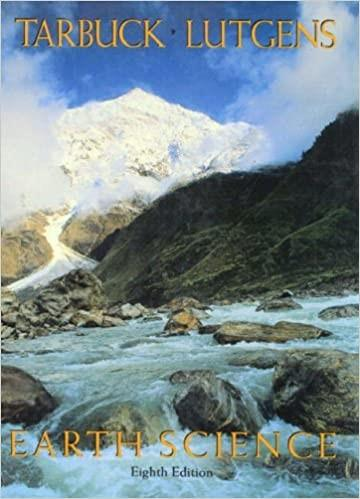 TARBUCK · LUTGENS
EARTH · SCIENCE
Eighth Edition